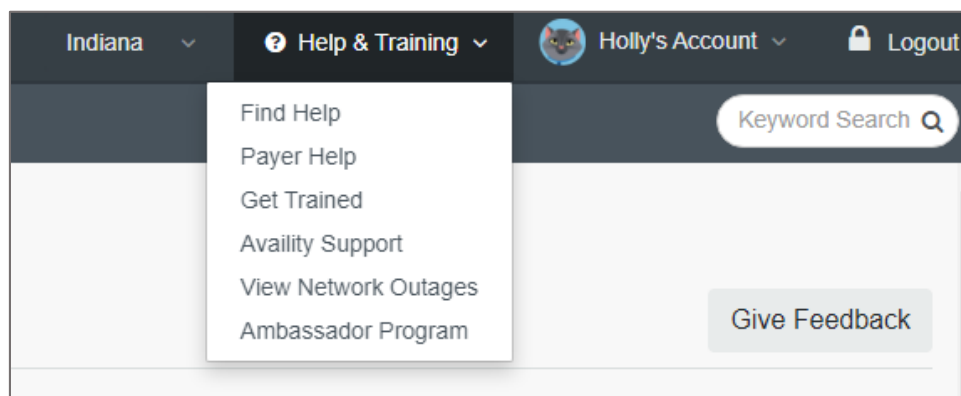 Indiana Help & Training Holly's Account Logout
Keyword Search
Find Help
Payer Help
Get Trained
Availity Support
View Network Outages
Ambassador Program
Give Feedback